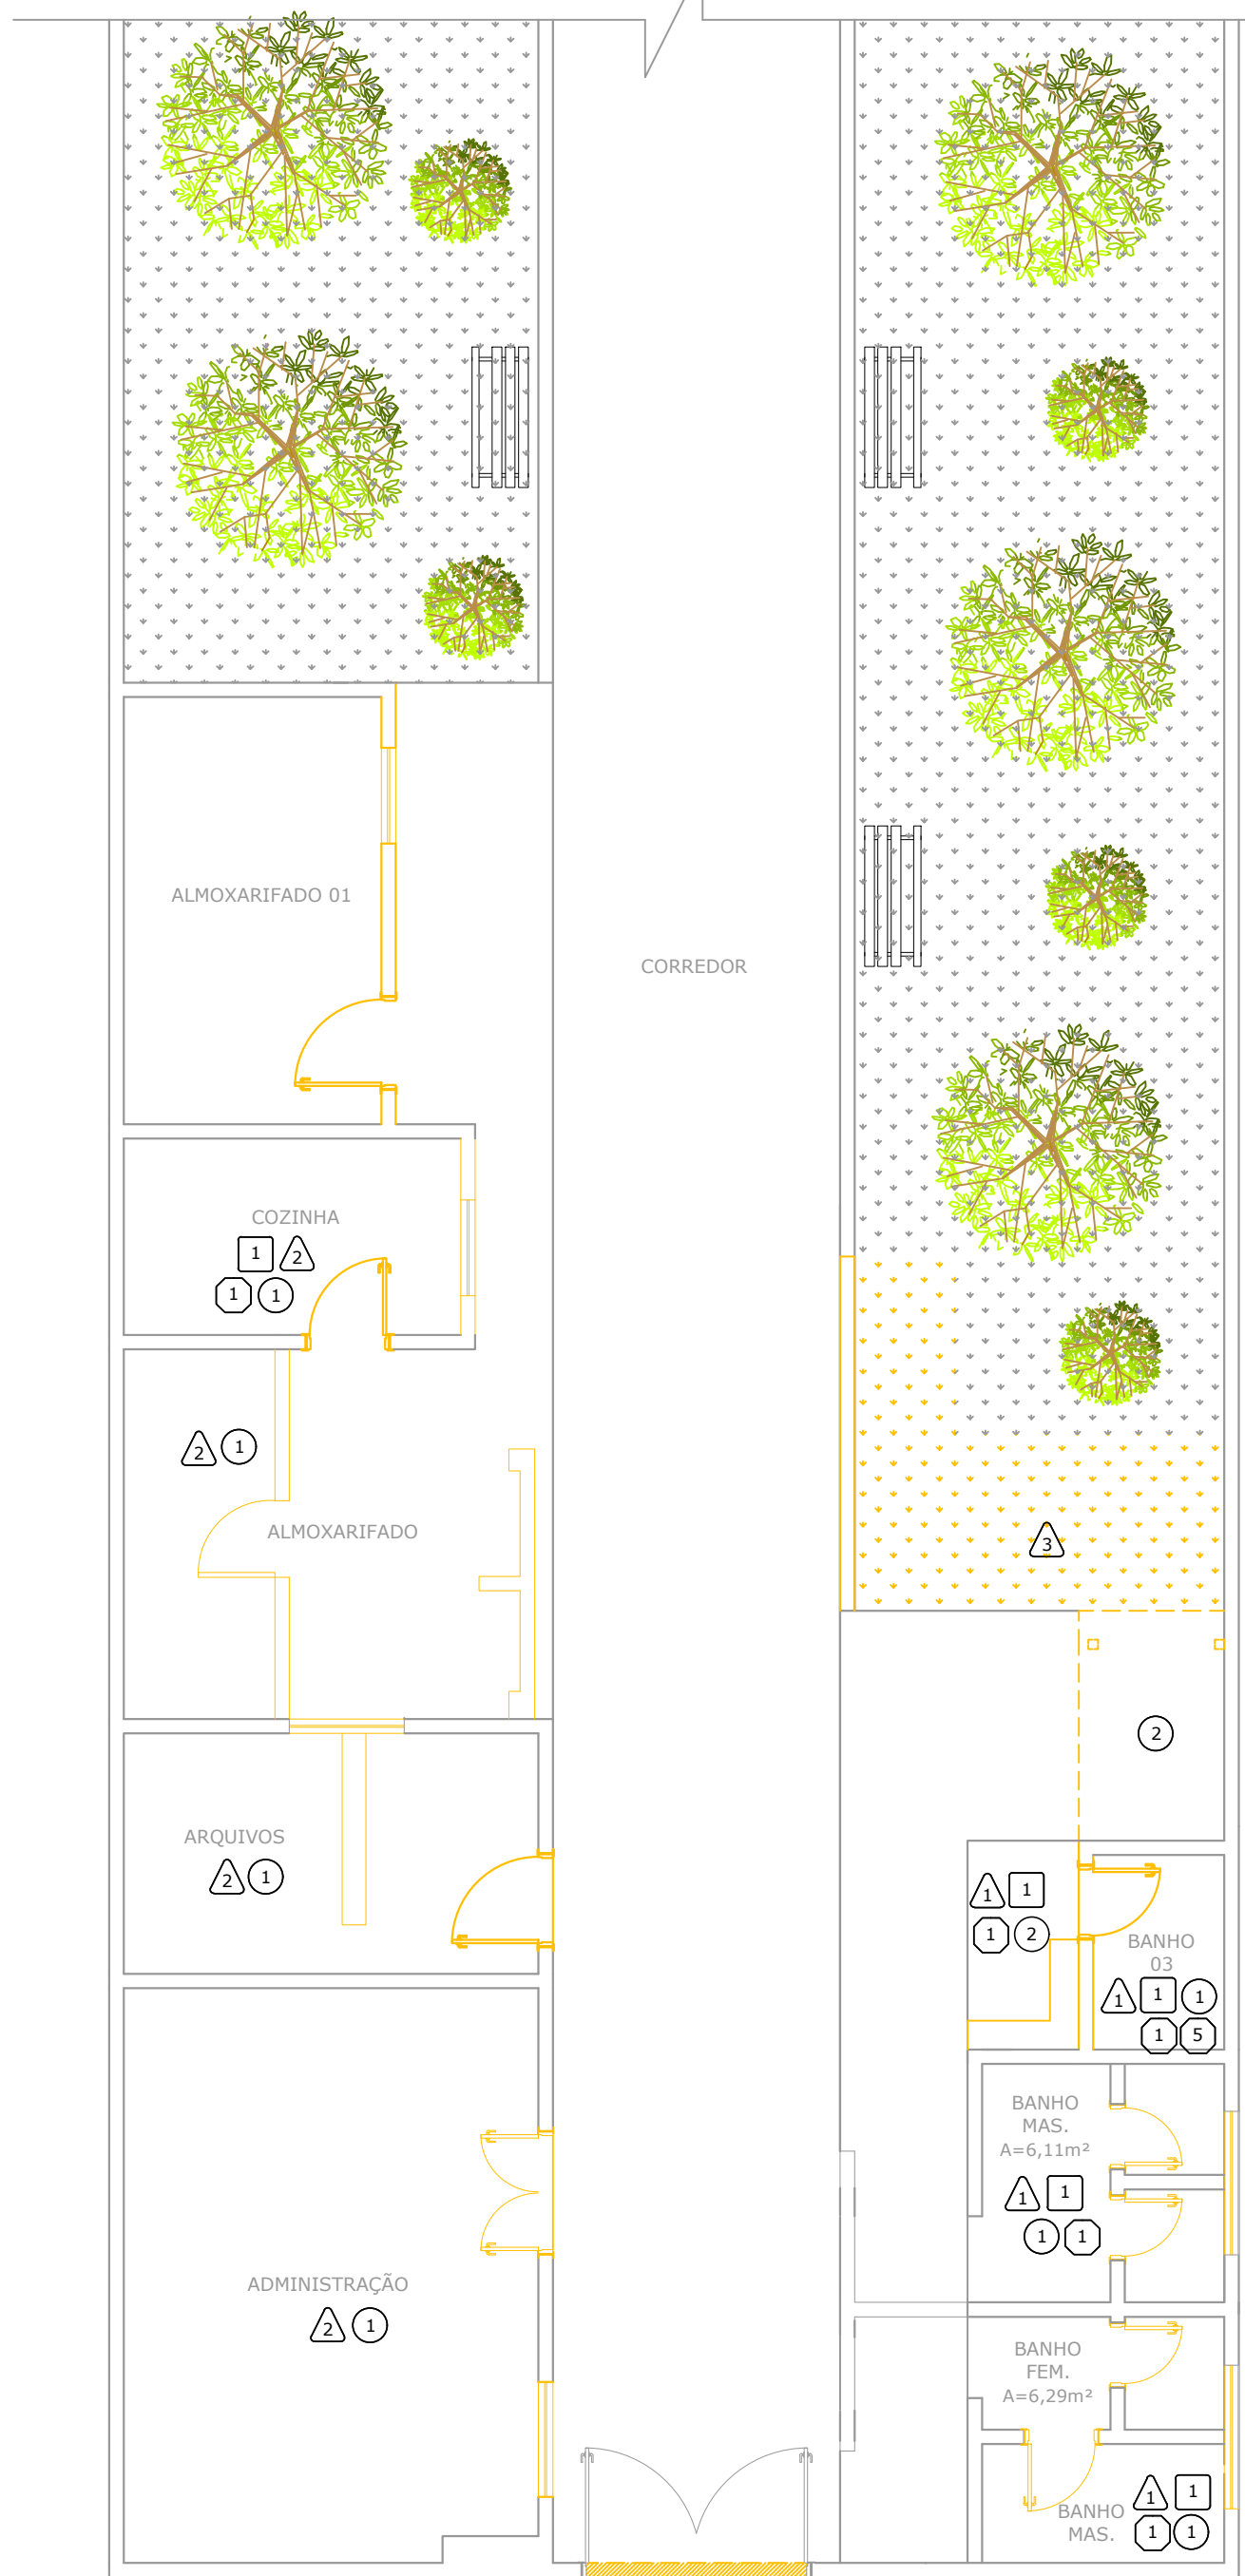 ALMOXARIFADO 01
CORREDOR
COZINHA
1 2
1 1
2 1
ALMOXARIFADO
3
2
ARQUIVOS
2 1
1 1
1 2
BANHO
03
1 1 1
1 5
BANHO
MAS.
A=6,11m²
1 1
1 1
ADMINISTRAÇÃO
2 1
BANHO
FEM.
A=6,29m²
1 1
BANHO
MAS.
1 1